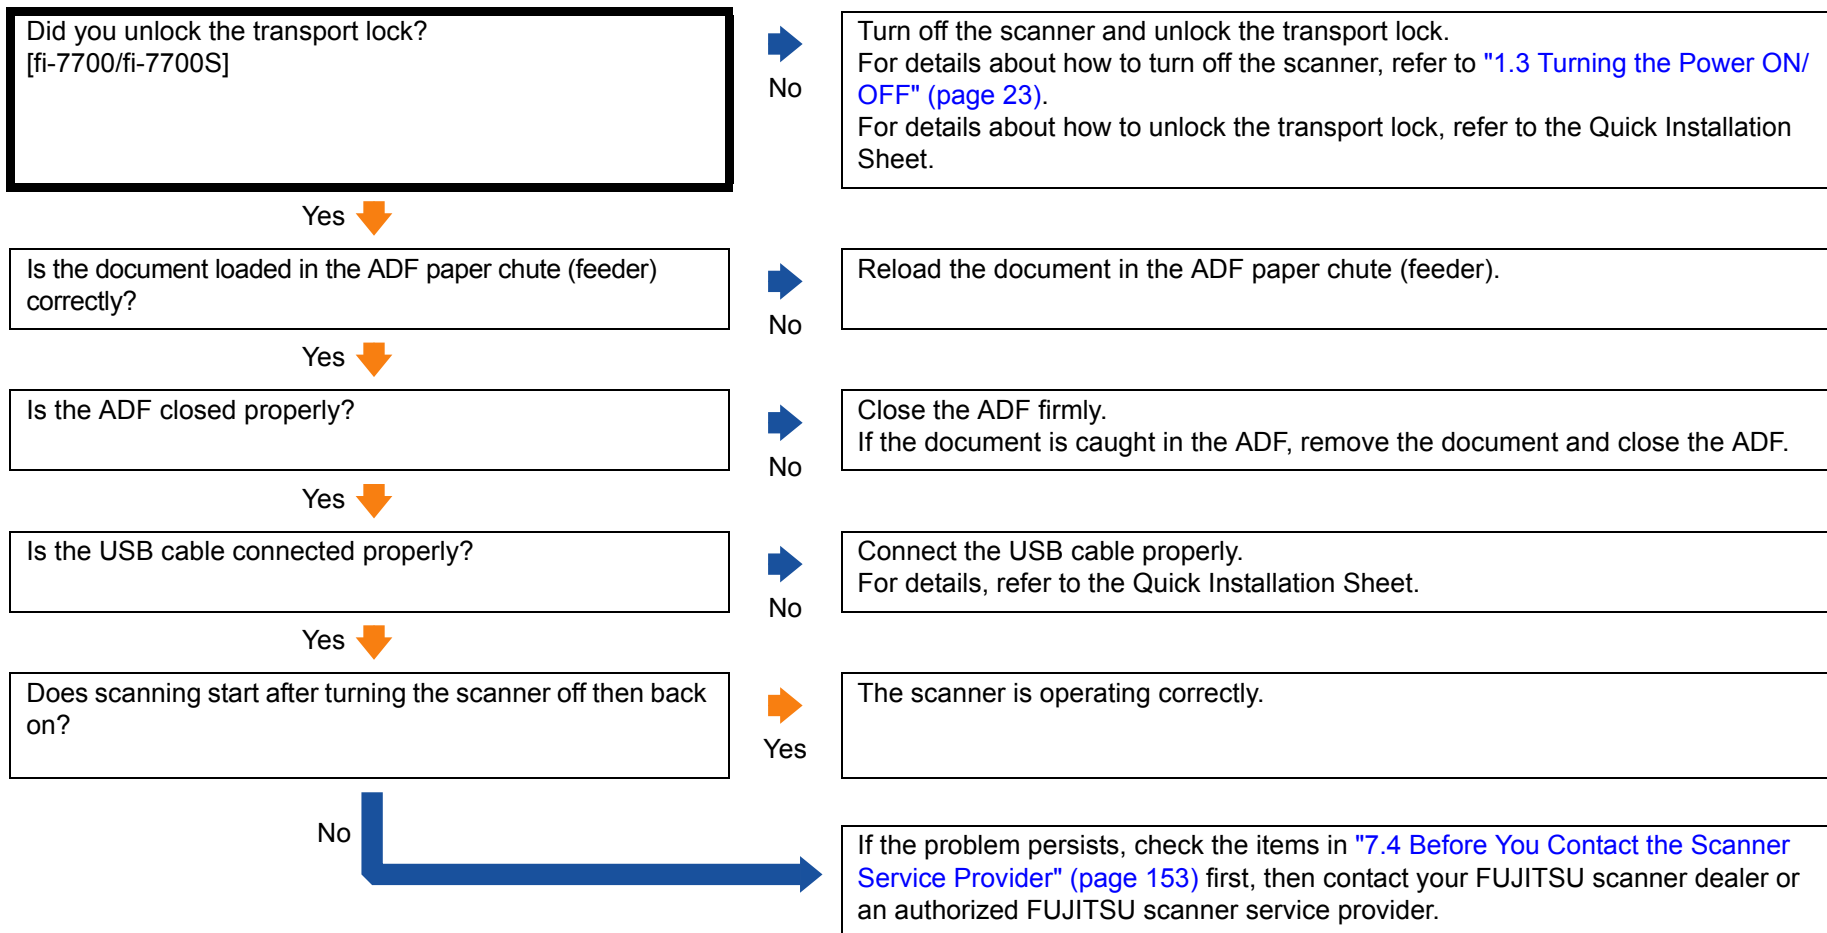 Did you unlock the transport lock?
[fi-7700/fi-7700S]
No
Turn off the scanner and unlock the transport lock.
For details about how to turn off the scanner, refer to "1.3 Turning the Power ON/
OFF" (page 23).
For details about how to unlock the transport lock, refer to the Quick Installation
Sheet.
Yes
Is the document loaded in the ADF paper chute (feeder)
correctly?
No
Reload the document in the ADF paper chute (feeder).
Yes
Is the ADF closed properly?
No
Close the ADF firmly.
If the document is caught in the ADF, remove the document and close the ADF.
Yes
Is the USB cable connected properly?
No
Connect the USB cable properly.
For details, refer to the Quick Installation Sheet.
Yes
Does scanning start after turning the scanner off then back
on?
Yes
The scanner is operating correctly.
No
If the problem persists, check the items in "7.4 Before You Contact the Scanner
Service Provider" (page 153) first, then contact your FUJITSU scanner dealer or
an authorized FUJITSU scanner service provider.